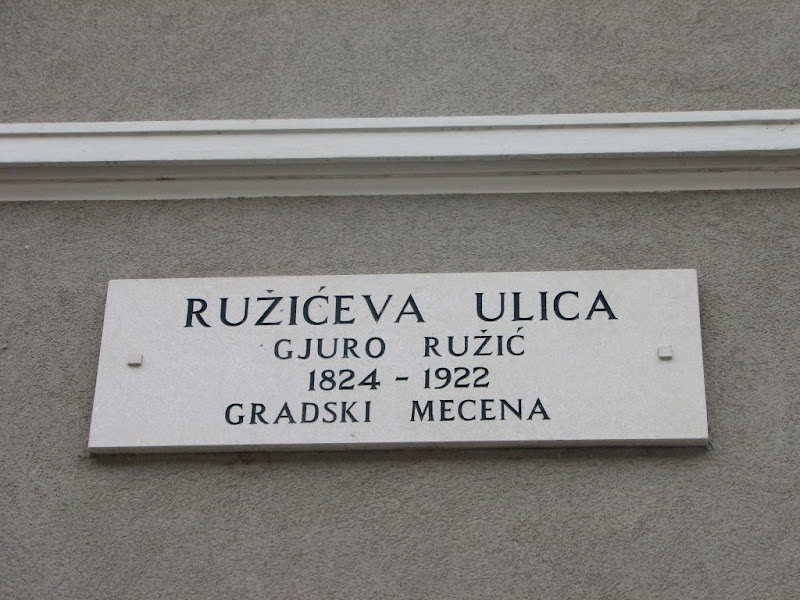 RUŽIĆEVA ULICA
GJURO RUŽIĆ
1824 - 1922
GRADSKI MECENA